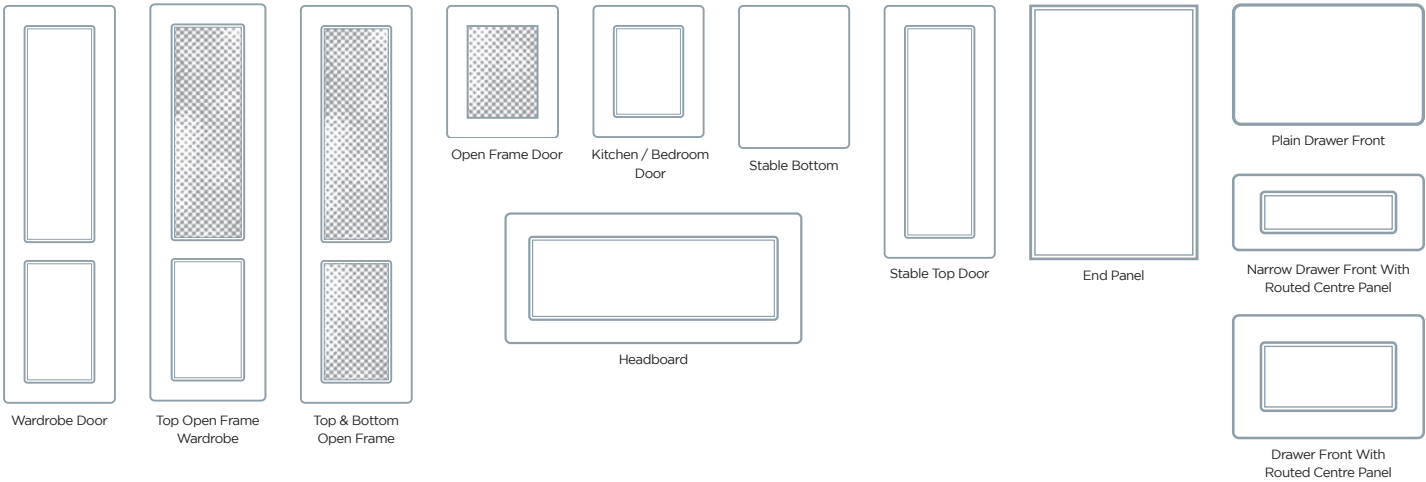 Open Frame Door
Kitchen / Bedroom
Door
Stable Bottom
Plain Drawer Front
Stable Top Door
End Panel
Narrow Drawer Front With
Routed Centre Panel
Headboard
Wardrobe Door
Top Open Frame
Wardrobe
Top & Bottom
Open Frame
Drawer Front With
Routed Centre Panel